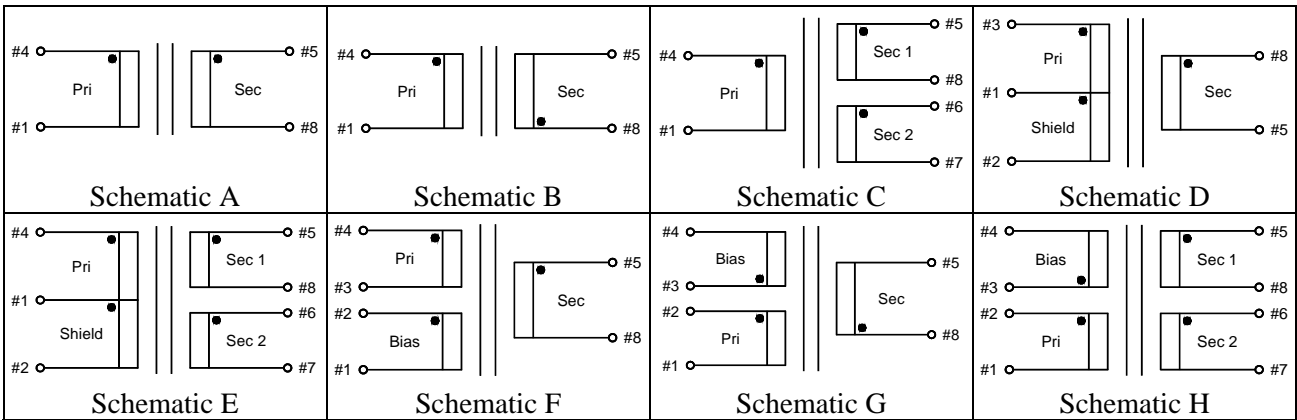 #4
Pri
#1
#5
Sec
#8
Schematic A
#4
Pri
#1
#5
Sec
#8
Schematic B
#4
Pri
#1
#5
Sec 1
#8
#6
Sec 2
#7
Schematic C
#3
Pri
#1
Shield
#2
#8
Sec
#5
Schematic D
#4
Pri
#1
Shield
#2
#5
Sec 1
#8
#6
Sec 2
#7
Schematic E
#4
Pri
#3
#2
Bias
#1
#5
Sec
#8
Schematic F
#4
Bias
#3
#2
Pri
#1
#5
Sec
#8
Schematic G
#4
Bias
#3
#2
Pri
#1
#5
Sec 1
#8
#6
Sec 2
#7
Schematic H